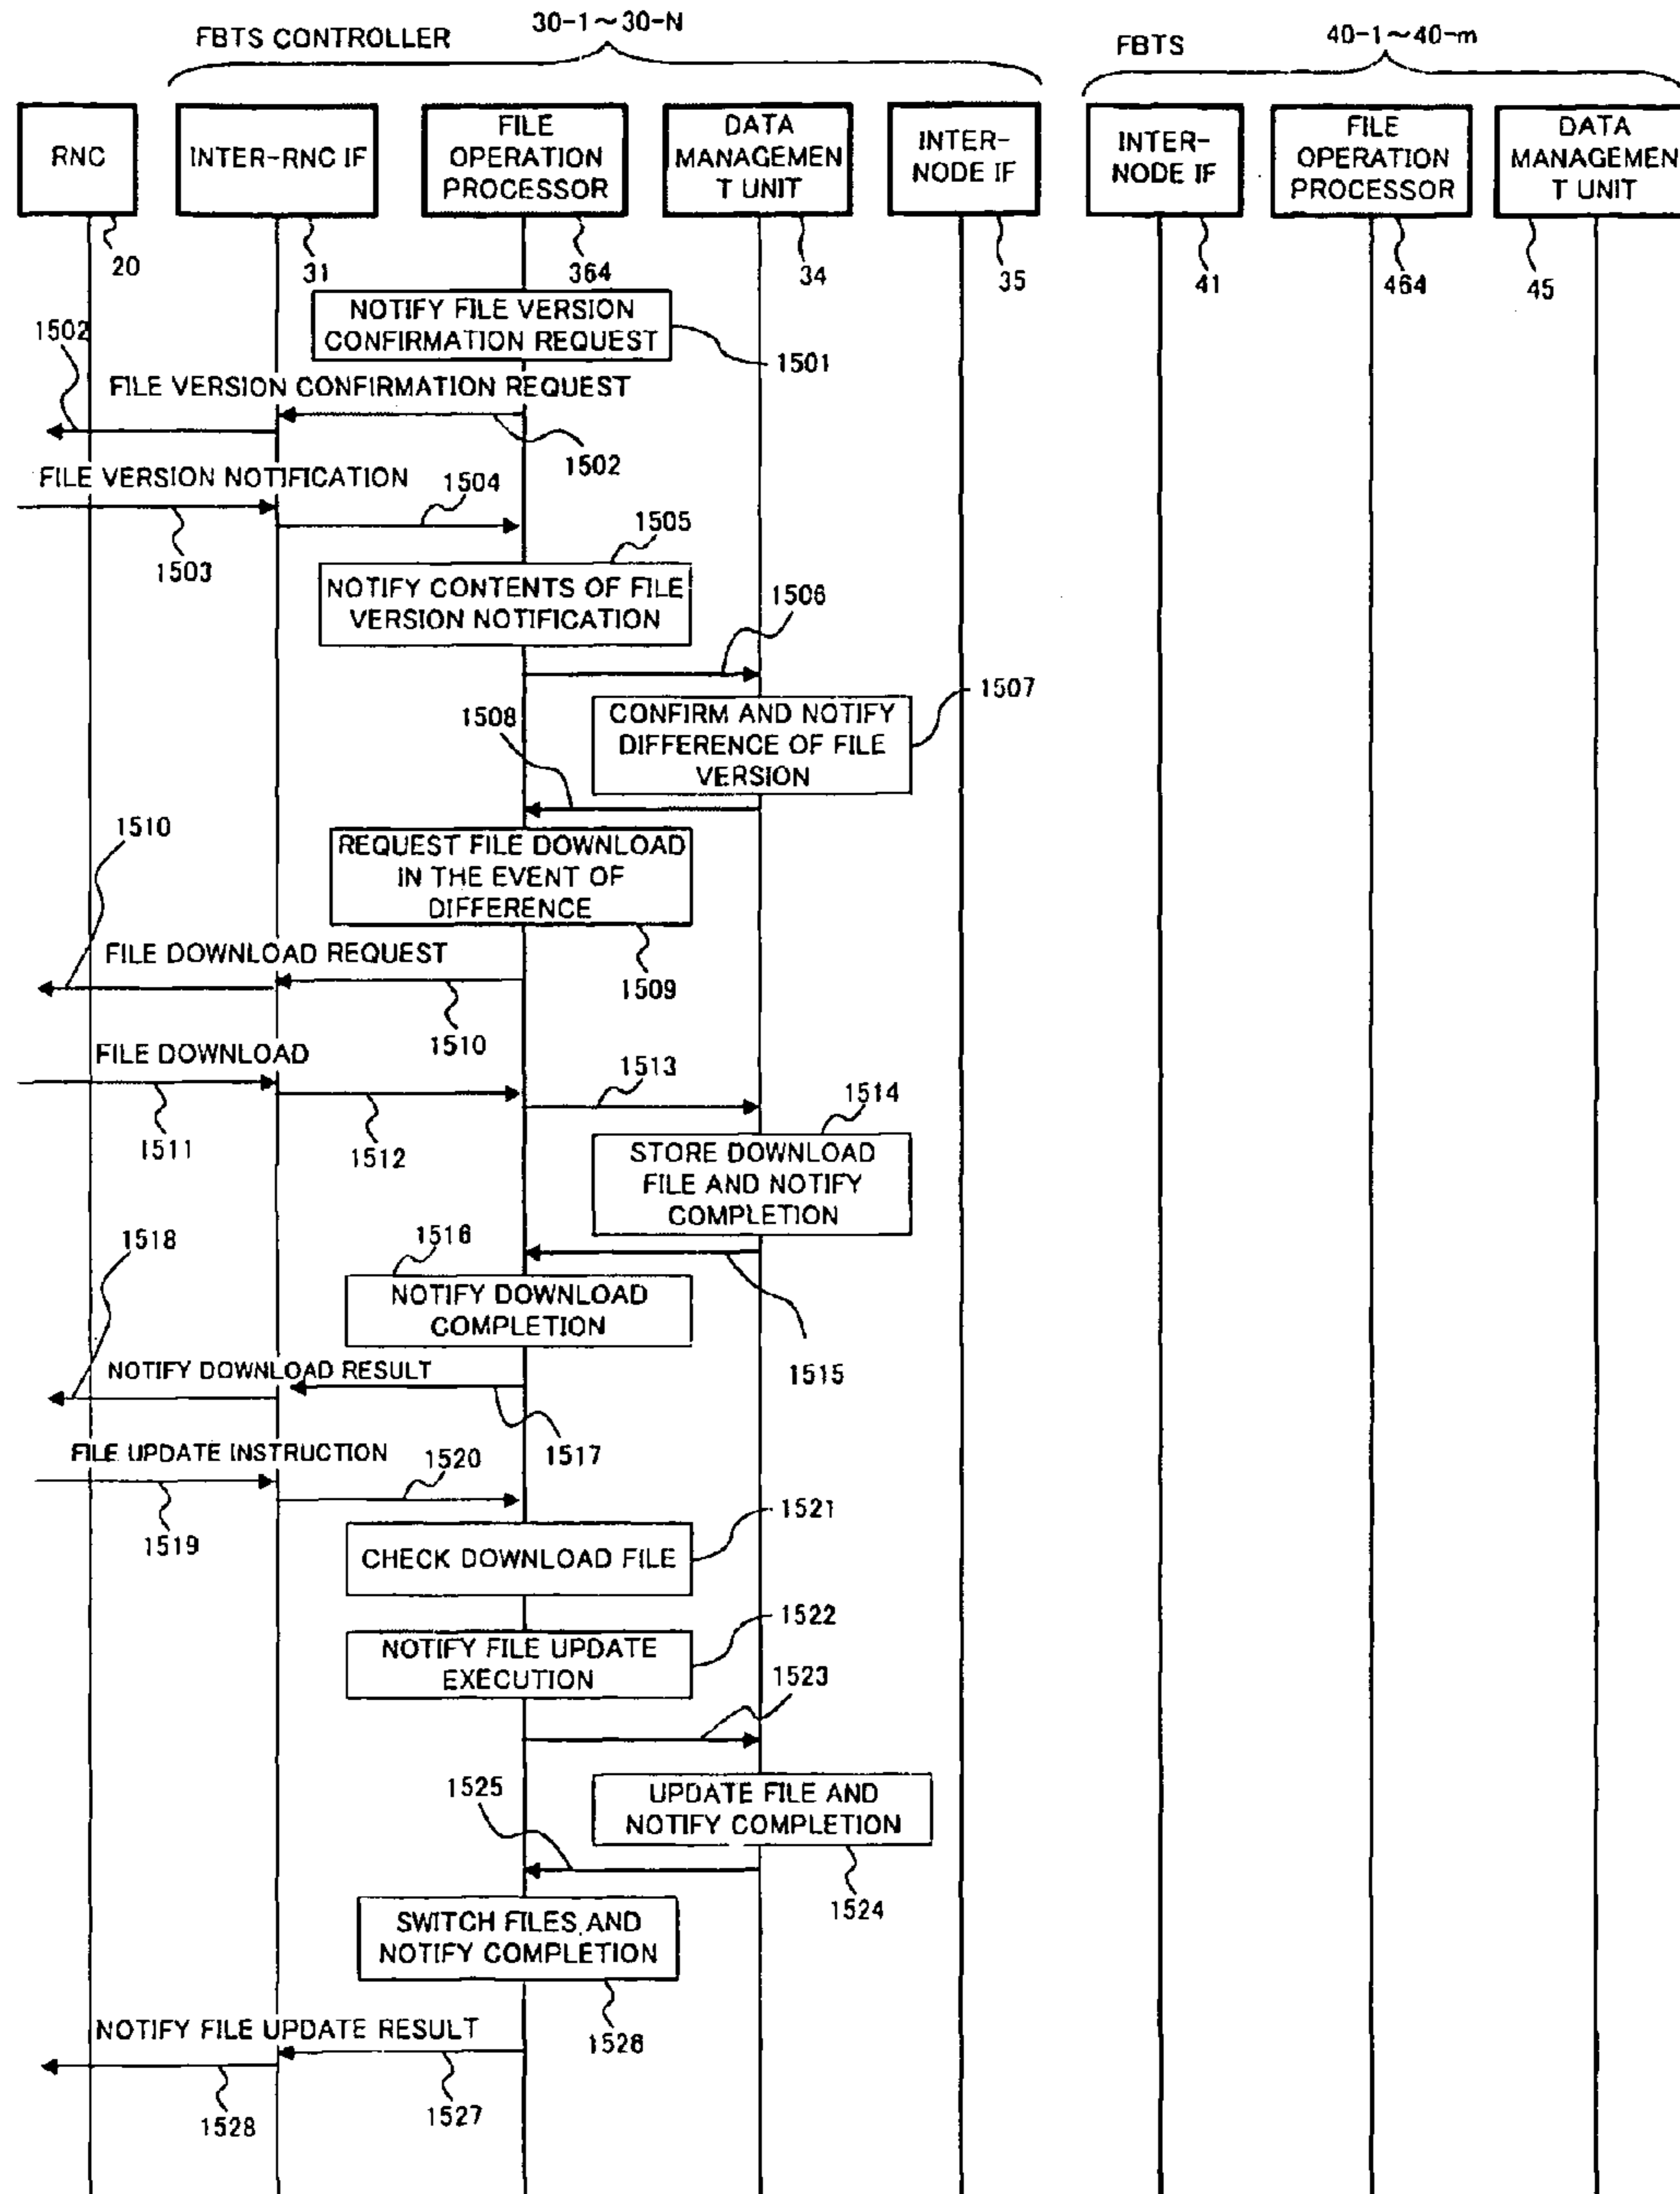 30-1~30-N
FBTS CONTROLLER
40-1~40-m
FBTS
RNC
INTER-RNC IF
FILE
OPERATION
PROCESSOR
DATA
MANAGEMEN
T UNIT
INTER-
NODE IF
INTER-
NODE IF
FILE
OPERATION
PROCESSOR
DATA
MANAGEMEN
T UNIT
20
31
364
34
35
41
464
45
NOTIFY FILE VERSION
CONFIRMATION REQUEST
1501
1502
FILE VERSION CONFIRMATION REQUEST
1502
FILE VERSION NOTIFICATION
1504
1503
1505
NOTIFY CONTENTS OF FILE
VERSION NOTIFICATION
1506
1507
1508
CONFIRM AND NOTIFY
DIFFERENCE OF FILE
VERSION
1510
REQUEST FILE DOWNLOAD
IN THE EVENT OF
DIFFERENCE
FILE DOWNLOAD REQUEST
1509
1510
FILE DOWNLOAD
1513
1511
1512
1514
STORE DOWNLOAD
FILE AND NOTIFY
COMPLETION
1518
1516
NOTIFY DOWNLOAD
COMPLETION
NOTIFY DOWNLOAD RESULT
1515
1517
FILE UPDATE INSTRUCTION
1520
1519
1521
CHECK DOWNLOAD FILE
1522
NOTIFY FILE UPDATE
EXECUTION
1523
1525
UPDATE FILE AND
NOTIFY COMPLETION
1524
SWITCH FILES AND
NOTIFY COMPLETION
1526
NOTIFY FILE UPDATE RESULT
1527
1528